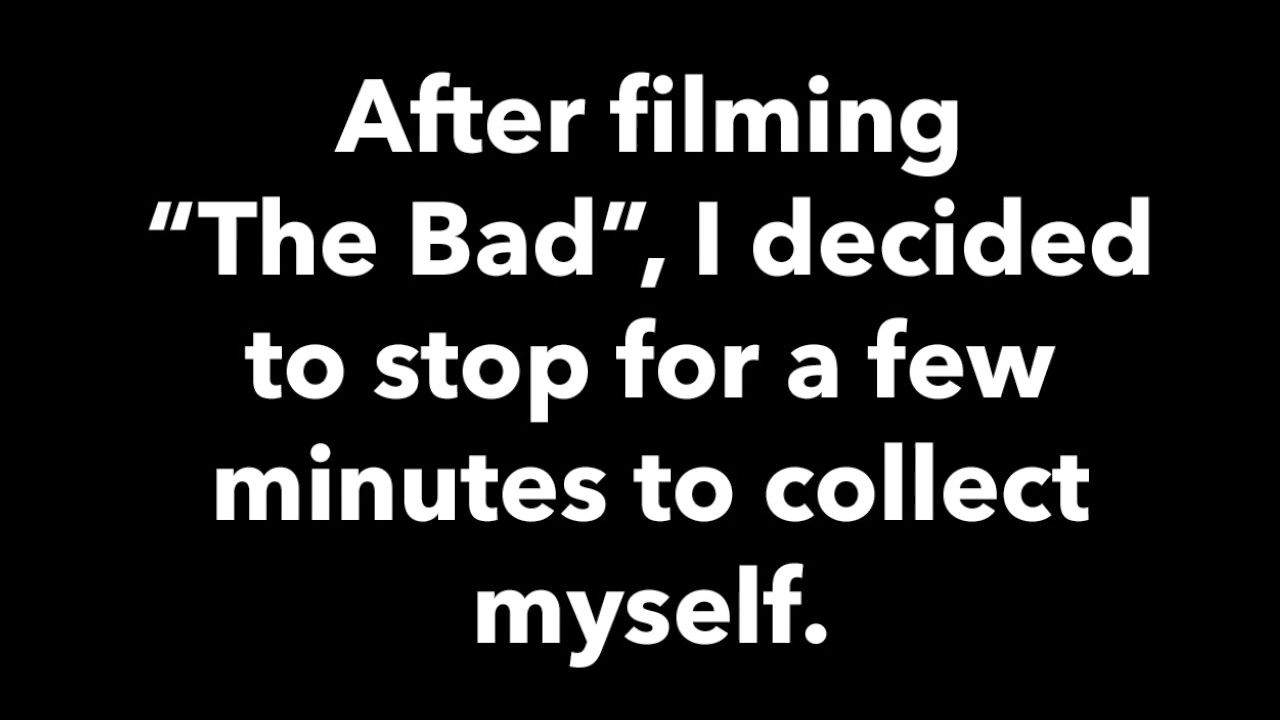 After filming
“The Bad”, I decided
to stop for a few
minutes to collect
myself.